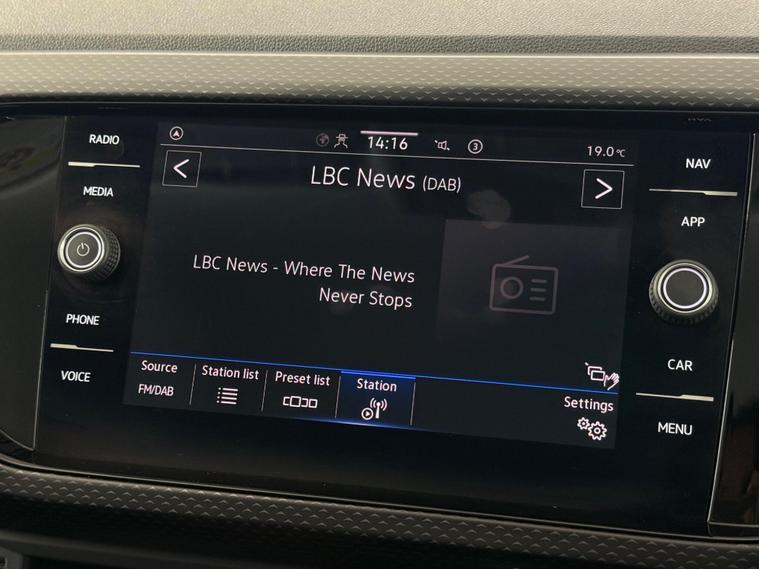 RADIO
MEDIA
PHONE
VOICE
14:16
3
19.0°C
LBC News (DAB)
LBC News - Where The News
Never Stops
Source
FM/DAB
Station list
Preset list
Station
Settings
NAV
APP
CAR
MENU